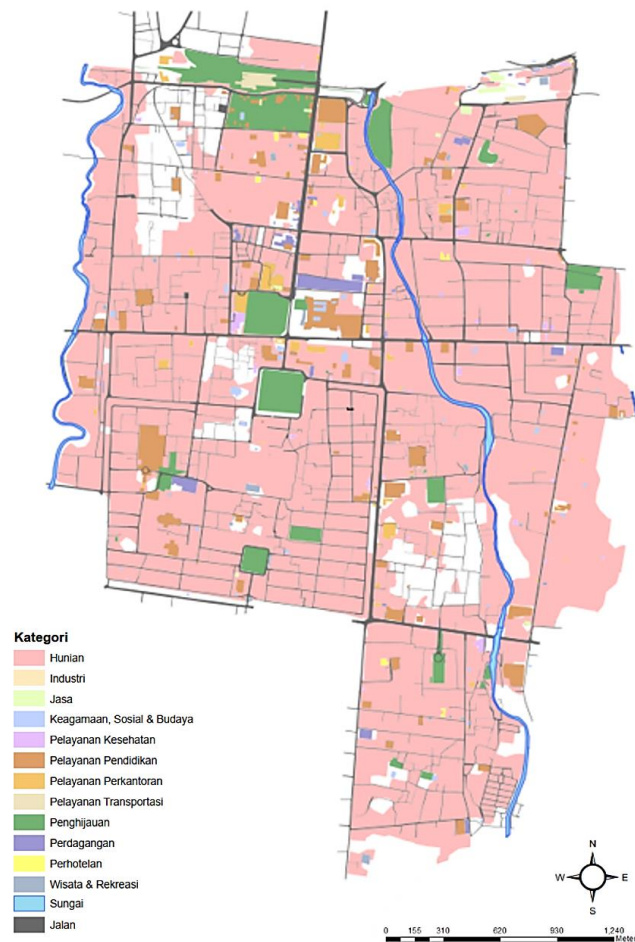 Kategori
Hunian
Industri
Jasa
Keagamaan, Sosial & Budaya
Pelayanan Kesehatan
Pelayanan Pendidikan
Pelayanan Perkantoran
Pelayanan Transportasi
Penghijauan
Perdagangan
Perhotelan
Wisata & Rekreasi
Sungai
Jalan
N
W E
S
0 155 310 620 930 1,240
Meter